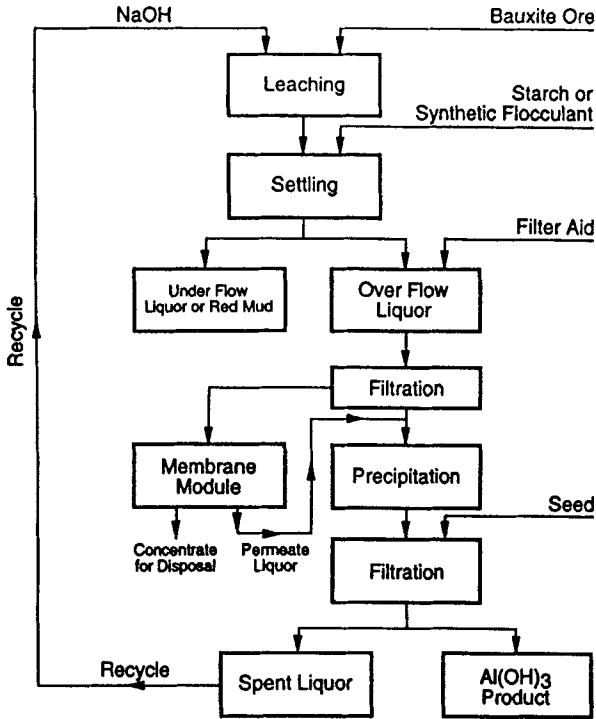 NaOH
Bauxite Ore
Leaching
Starch or
Synthetic Flocculant
Settling
Filter Aid
Under Flow
Liquor or Red Mud
Over Flow
Liquor
Recycle
Filtration
Membrane
Module
Precipitation
Seed
Concentrate
for Disposal
Permeate
Liquor
Filtration
Recycle
Spent Liquor
Al(OH)3
Product